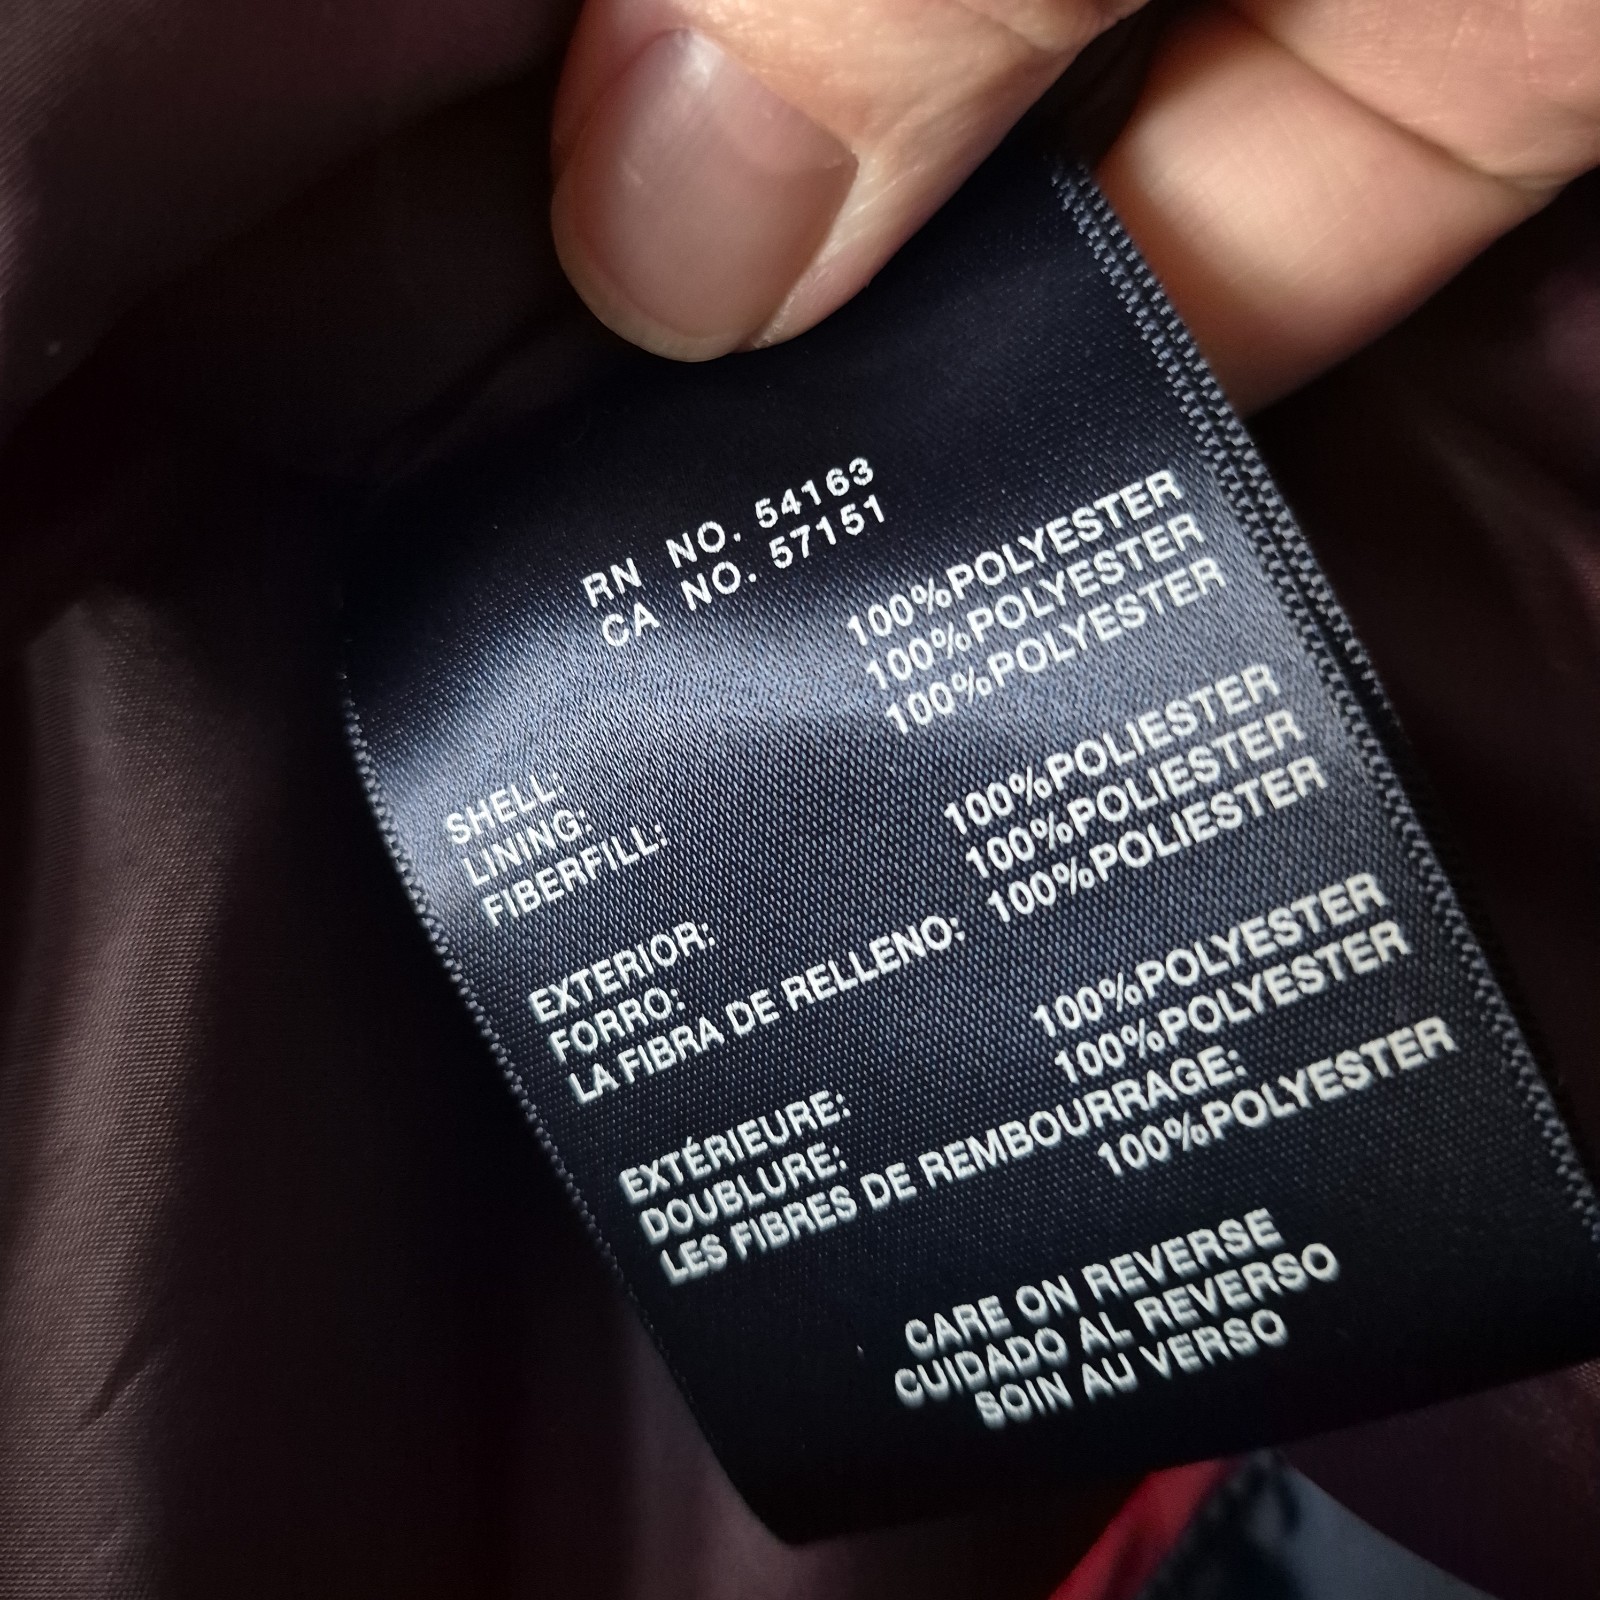 RN NO. 54163
CA NO. 57151
SHELL: 100%POLYESTER
LINING: 100%POLYESTER
FIBERFILL: 100%POLYESTER
EXTERIOR: 100%POLIESTER
FORRO: 100%POLIESTER
LA FIBRA DE RELLENO: 100%POLIESTER
EXTÉRIEURE: 100%POLYESTER
DOUBLURE: 100%POLYESTER
LES FIBRES DE REMBOURRAGE:
100%POLYESTER
CARE ON REVERSE
CUIDADO AL REVERSO
SOIN AU VERSO